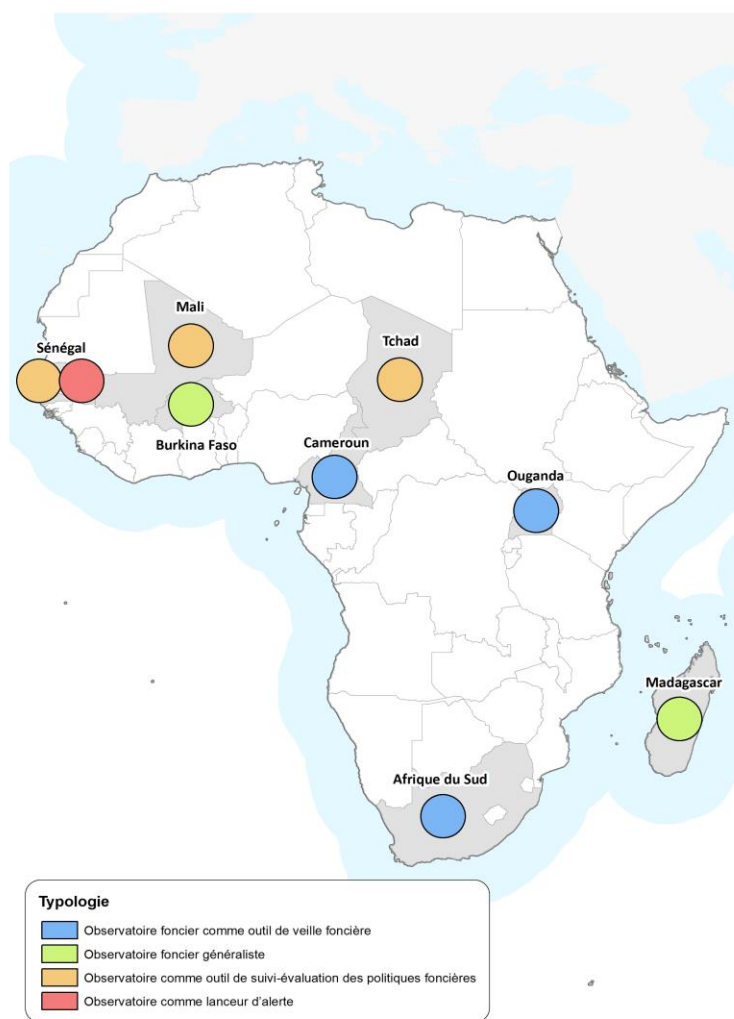 Mali
Sénégal
Tchad
Burkina Faso
Cameroun
Ouganda
Madagascar
Afrique du Sud
Typologie
Observatoire foncier comme outil de veille foncière
Observatoire foncier généraliste
Observatoire comme outil de suivi-évaluation des politiques foncières
Observatoire comme lanceur d'alerte